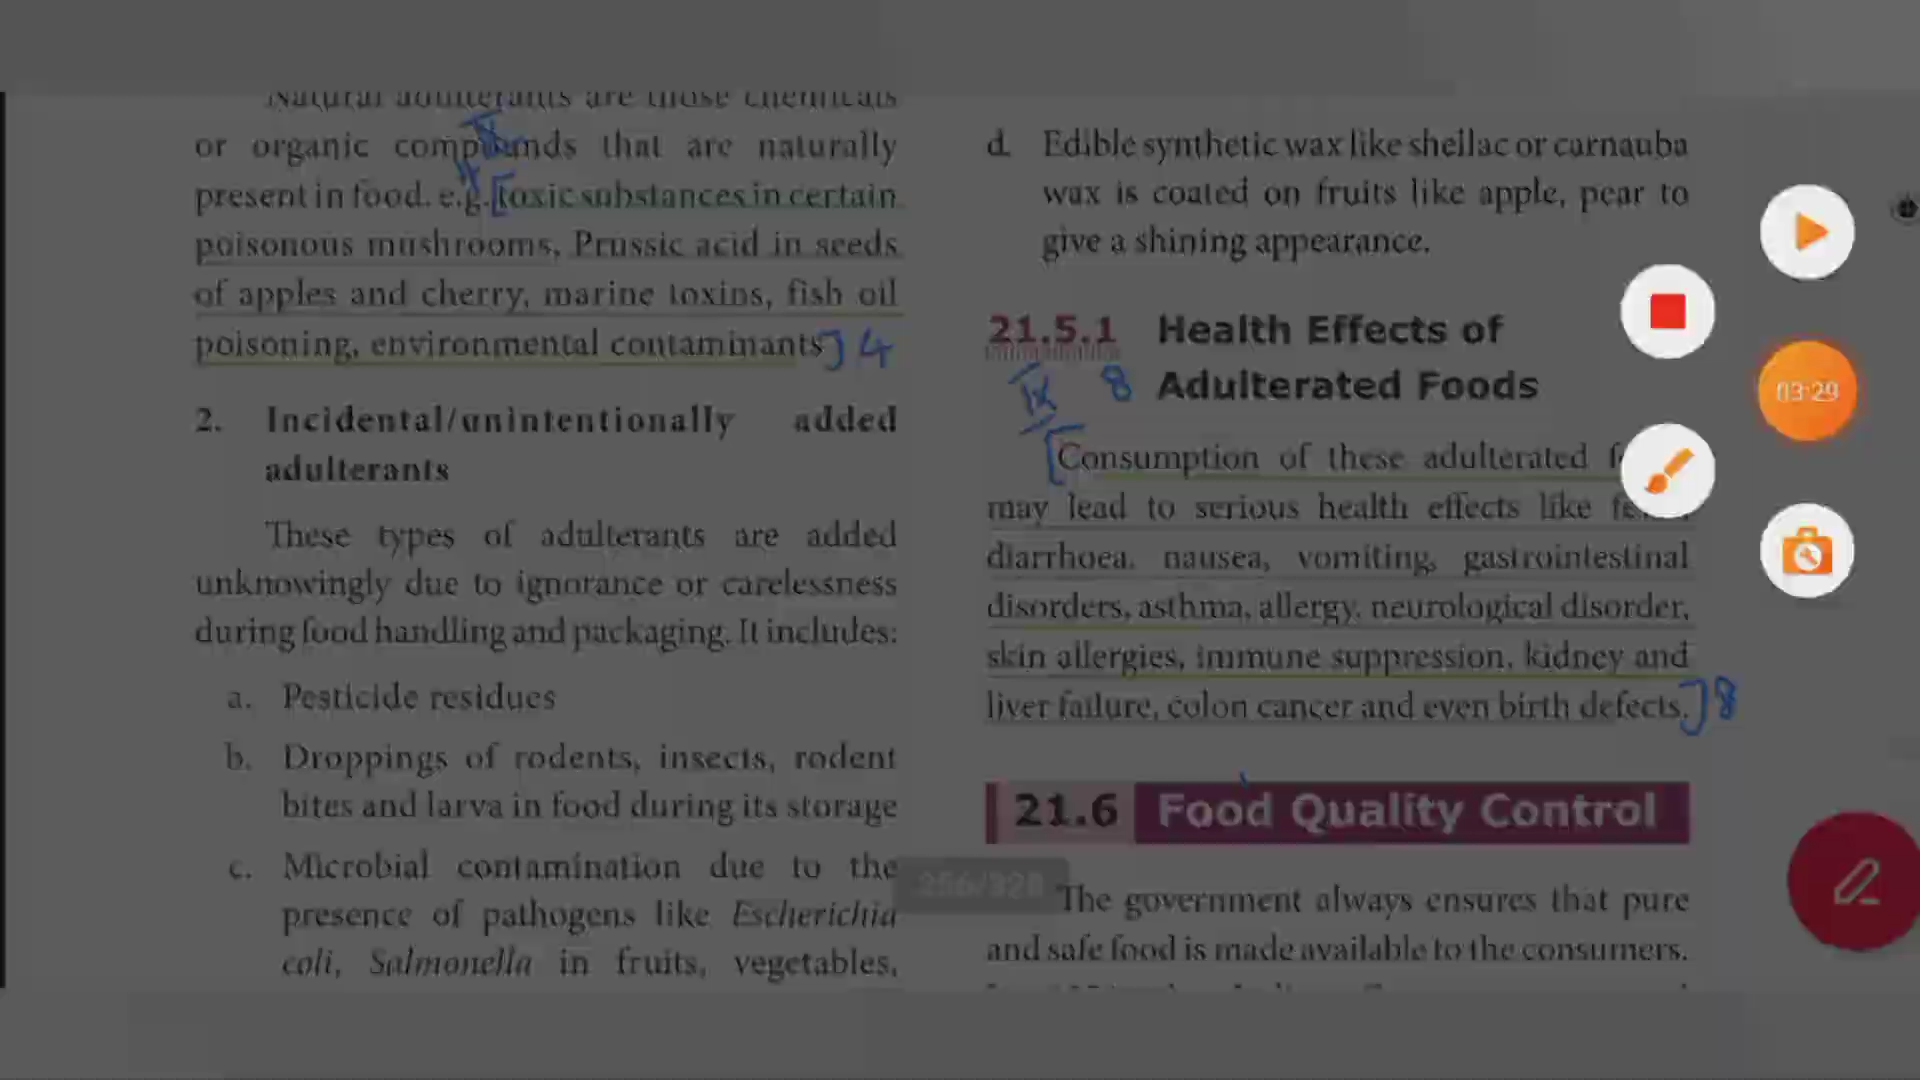 Natural adulterants are those chemicals
or organic compounds that are naturally
present in food. e.g. [toxic substances in certain
poisonous mushrooms, Prussic acid in seeds
of apples and cherry, marine toxins, fish oil
poisoning, environmental contaminants] 4
2. Incidental/unintentionally added
adulterants
These types of adulterants are added
unknowingly due to ignorance or carelessness
during food handling and packaging. It includes:
a. Pesticide residues
b. Droppings of rodents, insects, rodent
bites and larva in food during its storage
c. Microbial contamination due to the
presence of pathogens like Escherichia
coli, Salmonella in fruits, vegetables,
d. Edible synthetic wax like shellac or carnauba
wax is coated on fruits like apple, pear to
give a shining appearance.
21.5.1 Health Effects of
IX 8 Adulterated Foods
[Consumption of these adulterated
may lead to serious health effects like
diarrhoea, nausea, vomiting, gastrointestinal
disorders, asthma, allergy, neurological disorder,
skin allergies, immune suppression, kidney and
liver failure, colon cancer and even birth defects.] 8
21.6 Food Quality Control
The government always ensures that pure
and safe food is made available to the consumers.
256/328
03:29